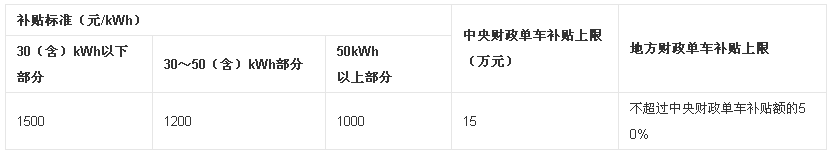 补贴标准（元/kWh）
中央财政单车补贴上限
（万元）
地方财政单车补贴上限
30（含）kWh以下
部分
30～50（含）kWh部分
50kWh
以上部分
1500
1200
1000
15
不超过中央财政单车补贴额的5
0%